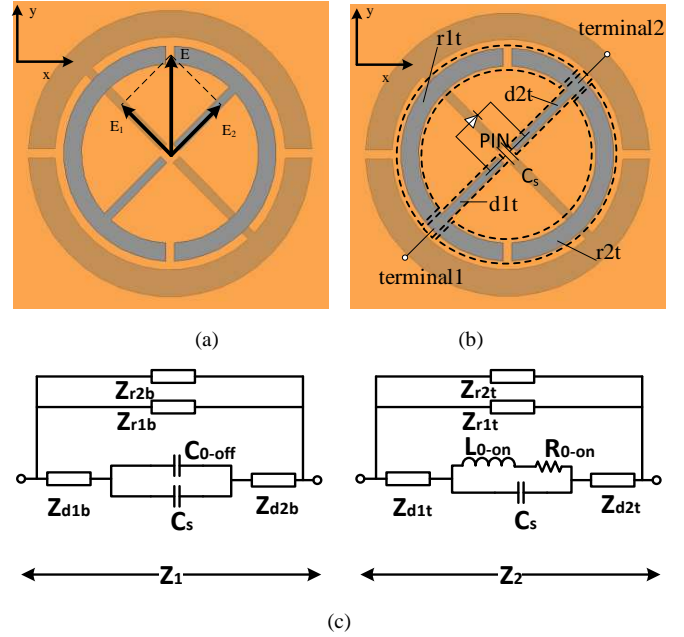 y
x
E
E1
E2
(a)
y
x
r1t
terminal2
d2t
PIN
Cs
d1t
r2t
terminal1
(b)
Zr2b
Zr1b
C0-off
Zd1b
Cs
Zd2b
Z1
Zr2t
Zr1t
L0-on
R0-on
Zd1t
Cs
Zd2t
Z2
(c)